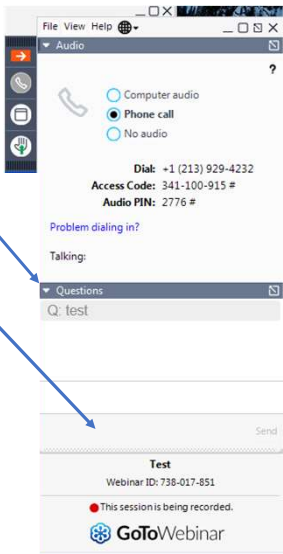 File View Help
Audio
?
Computer audio
Phone call
No audio
Dial: +1 (213) 929-4232
Access Code: 341-100-915 #
Audio PIN: 2776 #
Problem dialing in?
Talking:
Questions
Q: test
Send
Test
Webinar ID: 738-017-851
This session is being recorded.
GoToWebinar